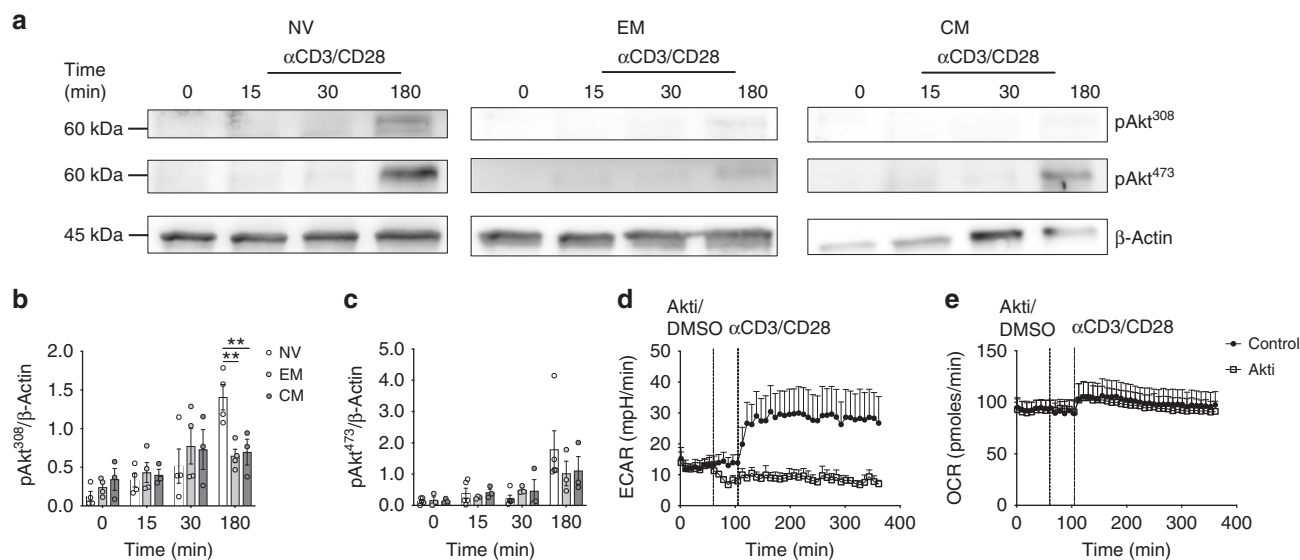 a
NV EM CM
αCD3/CD28 αCD3/CD28 αCD3/CD28
Time
(min) 0 15 30 180 0 15 30 180 0 15 30 180
60 kDa pAkt³⁰⁸
60 kDa pAkt⁴⁷³
45 kDa β-Actin
b
pAkt³⁰⁸/β-Actin
2.0
1.5
1.0
0.5
0
**
**
NV
EM
CM
0 15 30 180
Time (min)
c
pAkt⁴⁷³/β-Actin
5.0
4.0
3.0
2.0
1.0
0
0 15 30 180
Time (min)
d
Akti/
DMSO αCD3/CD28
ECAR (mpH/min)
50
40
30
20
10
0
0 100 200 300 400
Time (min)
e
Akti/
DMSO αCD3/CD28
OCR (pmoles/min)
150
100
50
0
0 100 200 300 400
Time (min)
Control
Akti